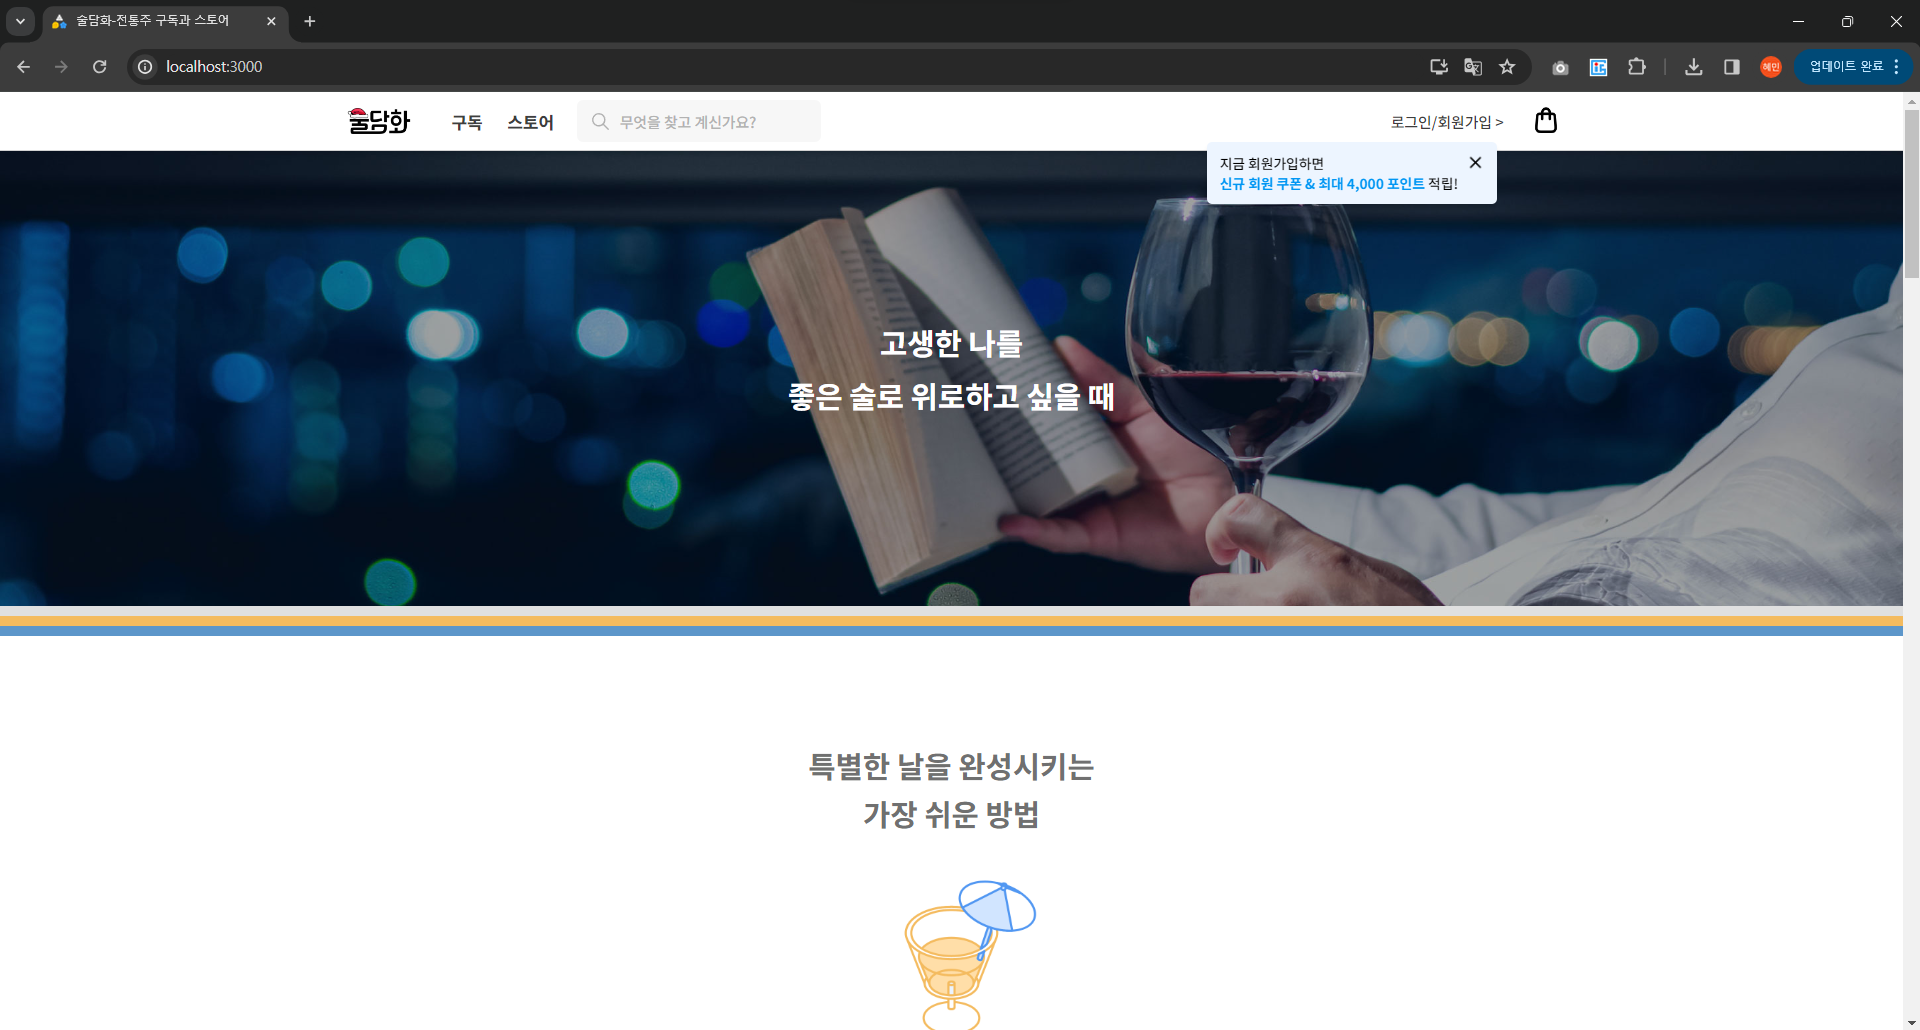 술담화-전통주 구독과 스토어
localhost:3000
혜인
업데이트 완료
술담화
구독
스토어
무엇을 찾고 계신가요?
로그인/회원가입 >
지금 회원가입하면
신규 회원 쿠폰 & 최대 4,000 포인트 적립!
고생한 나를
좋은 술로 위로하고 싶을 때
특별한 날을 완성시키는
가장 쉬운 방법